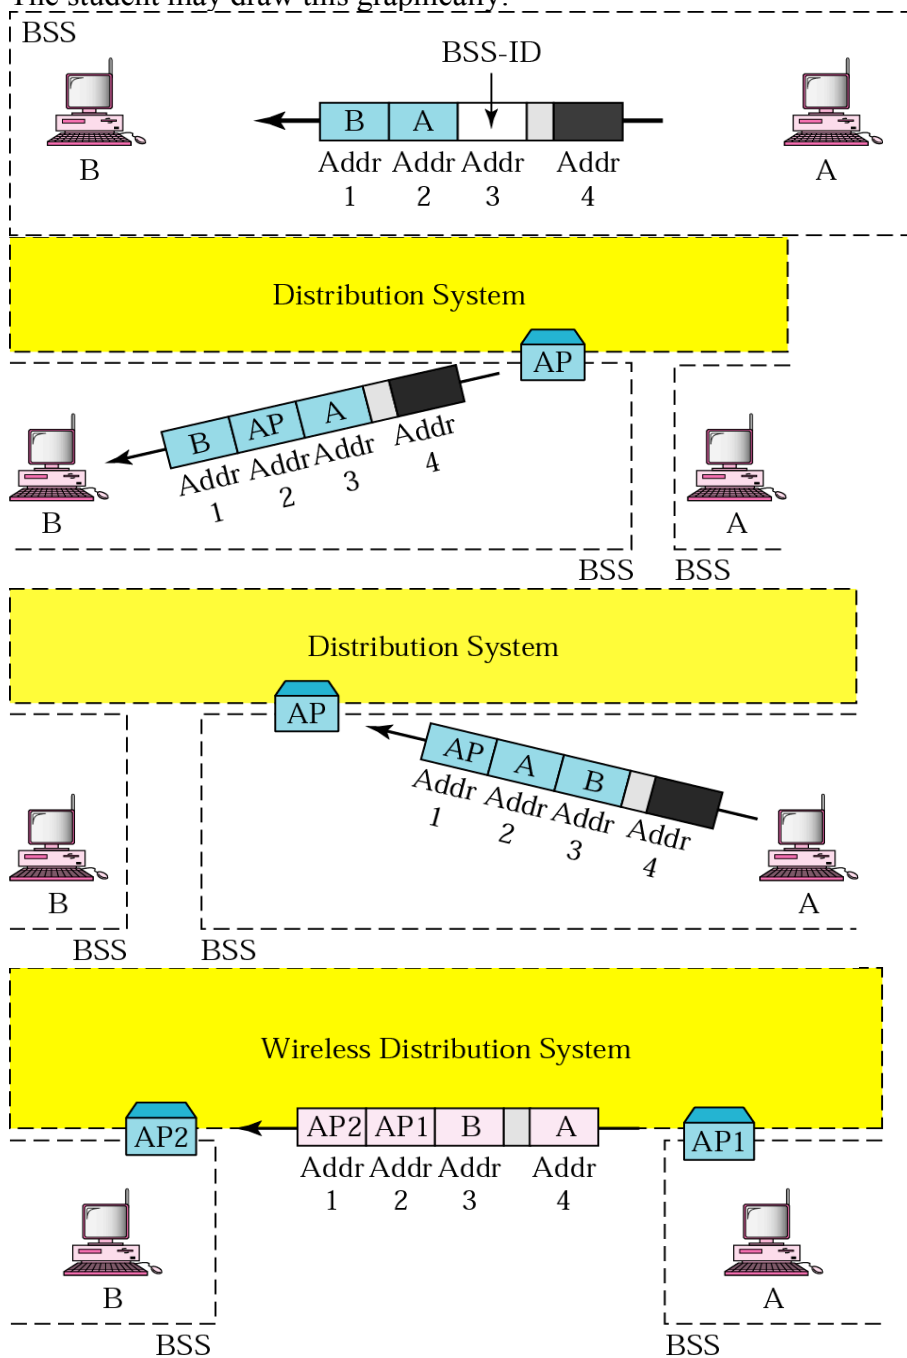 The student may draw this graphically.
BSS
BSS-ID
B A
Addr Addr Addr Addr
1 2 3 4
B
A
Distribution System
AP
B AP A
Addr Addr Addr Addr
1 2 3 4
B
A
BSS BSS
Distribution System
AP
AP A B
Addr Addr Addr Addr
1 2 3 4
B
A
BSS BSS
Wireless Distribution System
AP2 AP2 AP1 B A AP1
Addr Addr Addr Addr
1 2 3 4
B
A
BSS BSS